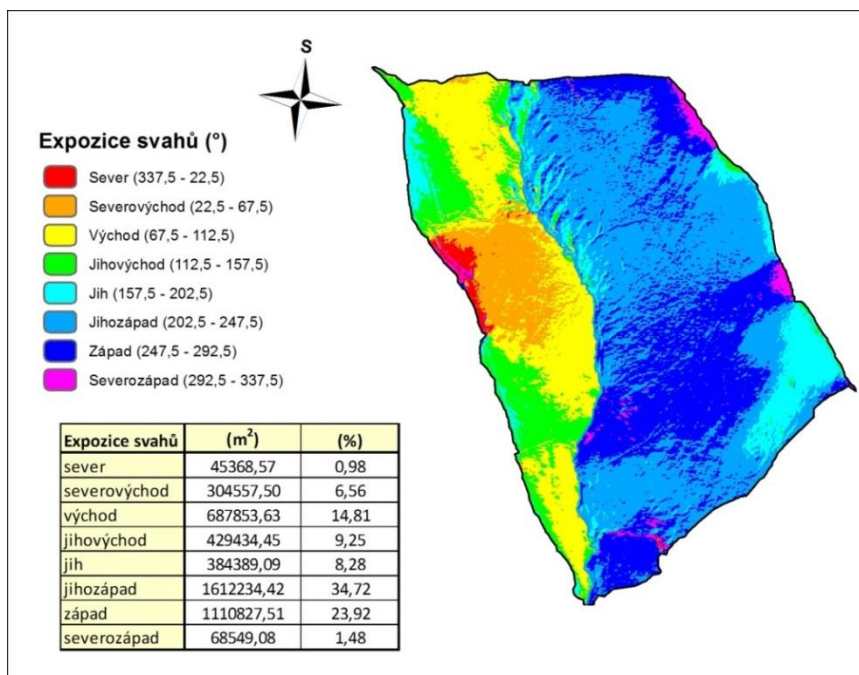 S
Expozice svahů (°)
Sever (337,5 - 22,5)
Severovýchod (22,5 - 67,5)
Východ (67,5 - 112,5)
Jihovýchod (112,5 - 157,5)
Jih (157,5 - 202,5)
Jihozápad (202,5 - 247,5)
Západ (247,5 - 292,5)
Severozápad (292,5 - 337,5)
Expozice svahů (m²) (%)
sever 45368,57 0,98
severovýchod 304557,50 6,56
východ 687853,63 14,81
jihovýchod 429434,45 9,25
jih 384389,09 8,28
jihozápad 1612234,42 34,72
západ 1110827,51 23,92
severozápad 68549,08 1,48